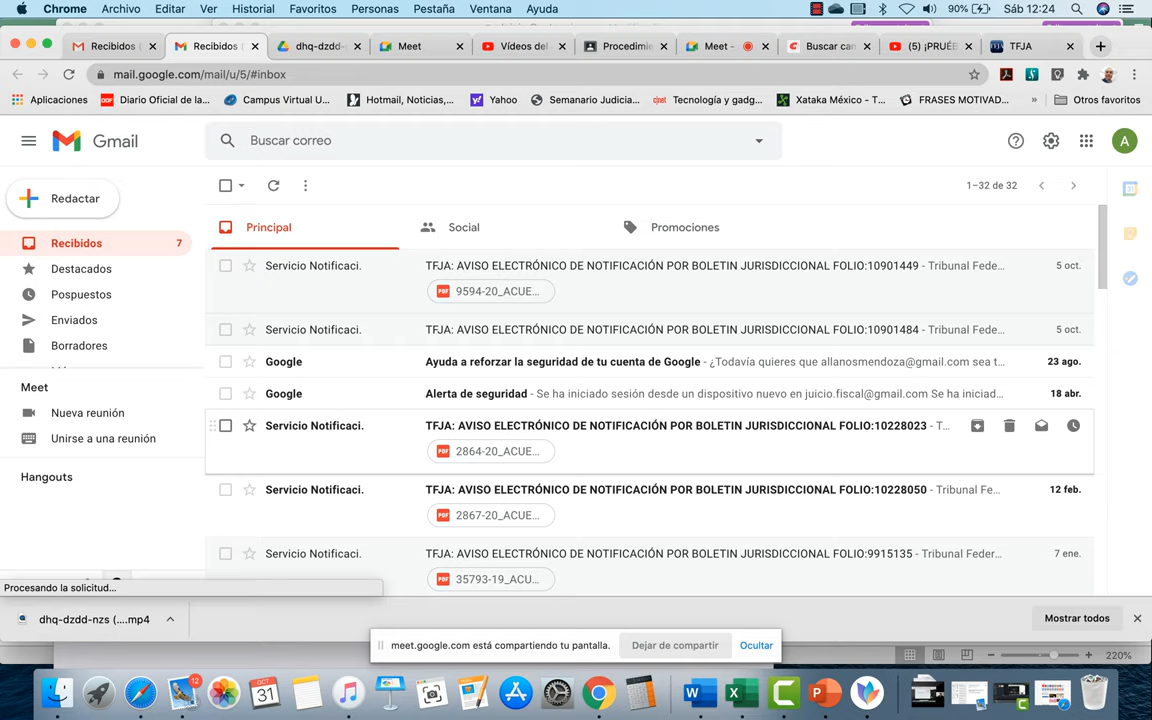 Chrome Archivo Editar Ver Historial Favoritos Personas Pestaña Ventana Ayuda 90% Sáb 12:24
Recibidos ( Recibidos ( dhq-dzdd- Meet Vídeos del Procedimie Meet - Buscar can (5) ¡PRUÉB TFJA
mail.google.com/mail/u/5/#inbox
Aplicaciones Diario Oficial de la... Campus Virtual U... Hotmail, Noticias,... Yahoo Semanario Judicia... Tecnología y gadg... Xataka México - T... FRASES MOTIVAD... » Otros favoritos
Gmail Buscar correo A
Redactar 1–32 de 32
Principal Social Promociones
Recibidos 7
Destacados
Pospuestos
Enviados
Borradores
Meet
Nueva reunión
Unirse a una reunión
Hangouts
Servicio Notificaci. TFJA: AVISO ELECTRÓNICO DE NOTIFICACIÓN POR BOLETIN JURISDICCIONAL FOLIO:10901449 - Tribunal Fede... 5 oct.
PDF 9594-20_ACUE...
Servicio Notificaci. TFJA: AVISO ELECTRÓNICO DE NOTIFICACIÓN POR BOLETIN JURISDICCIONAL FOLIO:10901484 - Tribunal Fede... 5 oct.
Google Ayuda a reforzar la seguridad de tu cuenta de Google - ¿Todavía quieres que allanosmendoza@gmail.com sea t... 23 ago.
Google Alerta de seguridad - Se ha iniciado sesión desde un dispositivo nuevo en juicio.fiscal@gmail.com Se ha iniciad... 18 abr.
Servicio Notificaci. TFJA: AVISO ELECTRÓNICO DE NOTIFICACIÓN POR BOLETIN JURISDICCIONAL FOLIO:10228023 - T...
PDF 2864-20_ACUE...
Servicio Notificaci. TFJA: AVISO ELECTRÓNICO DE NOTIFICACIÓN POR BOLETIN JURISDICCIONAL FOLIO:10228050 - Tribunal Fe... 12 feb.
PDF 2867-20_ACUE...
Servicio Notificaci. TFJA: AVISO ELECTRÓNICO DE NOTIFICACIÓN POR BOLETIN JURISDICCIONAL FOLIO:9915135 - Tribunal Feder... 7 ene.
PDF 35793-19_ACU...
Procesando la solicitud...
dhq-dzdd-nzs (....mp4 Mostrar todos
meet.google.com está compartiendo tu pantalla. Dejar de compartir Ocultar
220%
12
OCT
31